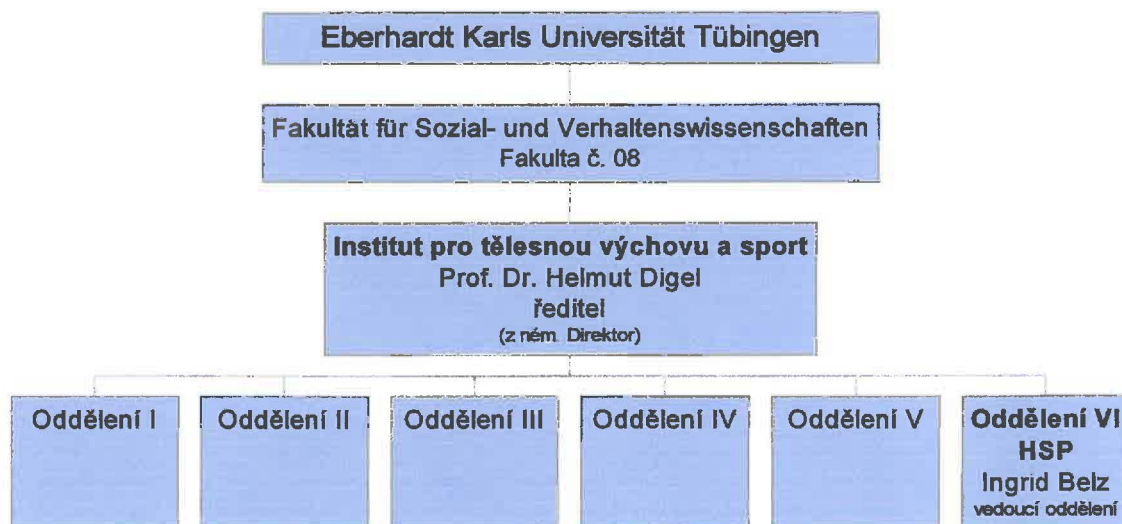 Eberhardt Karls Universität Tübingen
Fakultät für Sozial- und Verhaltenswissenschaften
Fakulta č. 08
Institut pro tělesnou výchovu a sport
Prof. Dr. Helmut Digel
ředitel
(z ném. Direktor)
Oddělení I
Oddělení II
Oddělení III
Oddělení IV
Oddělení V
Oddělení VI
HSP
Ingrid Belz
vedoucí oddělení